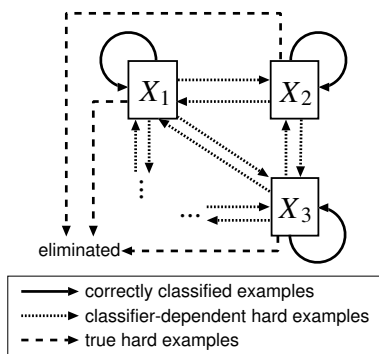 X1
X2
X3
...
...
eliminated
correctly classified examples
classifier-dependent hard examples
true hard examples